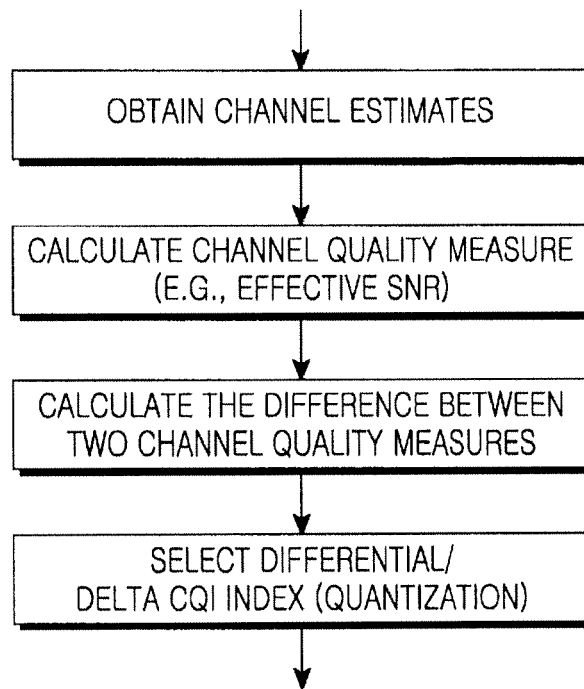 OBTAIN CHANNEL ESTIMATES
CALCULATE CHANNEL QUALITY MEASURE
(E.G., EFFECTIVE SNR)
CALCULATE THE DIFFERENCE BETWEEN
TWO CHANNEL QUALITY MEASURES
SELECT DIFFERENTIAL/
DELTA CQI INDEX (QUANTIZATION)